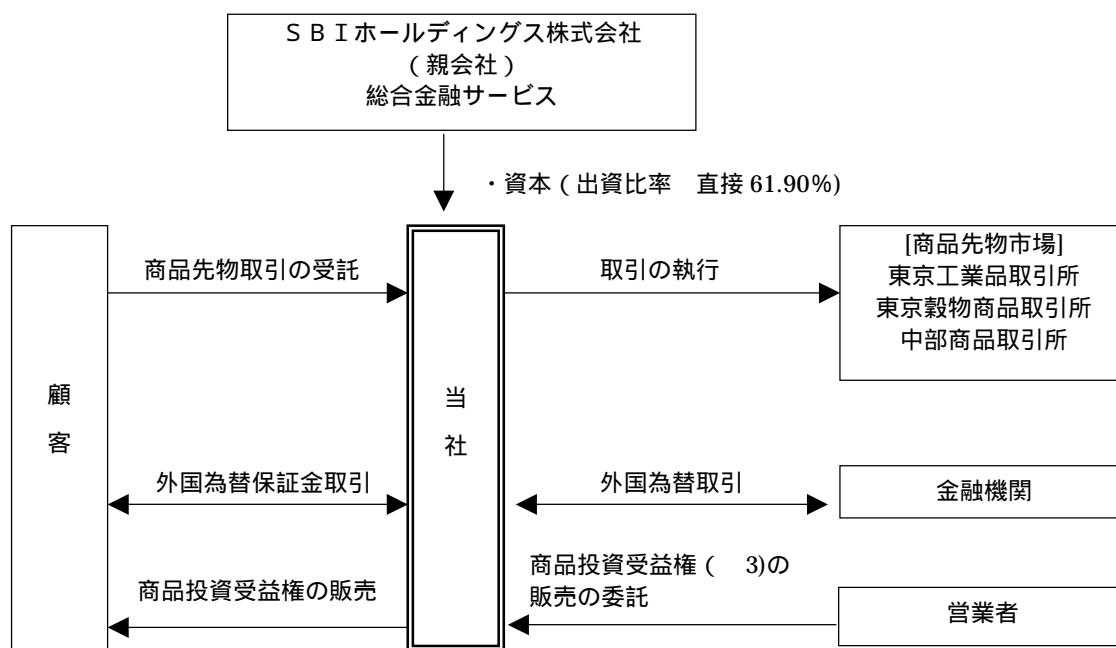 ＳＢＩホールディングス株式会社
（親会社）
総合金融サービス
・資本（出資比率　直接 61.90％)
商品先物取引の受託
取引の執行
[商品先物市場]
東京工業品取引所
東京穀物商品取引所
中部商品取引所
顧
客
当
社
外国為替保証金取引
外国為替取引
金融機関
商品投資受益権の販売
商品投資受益権（　3)の
販売の委託
営業者